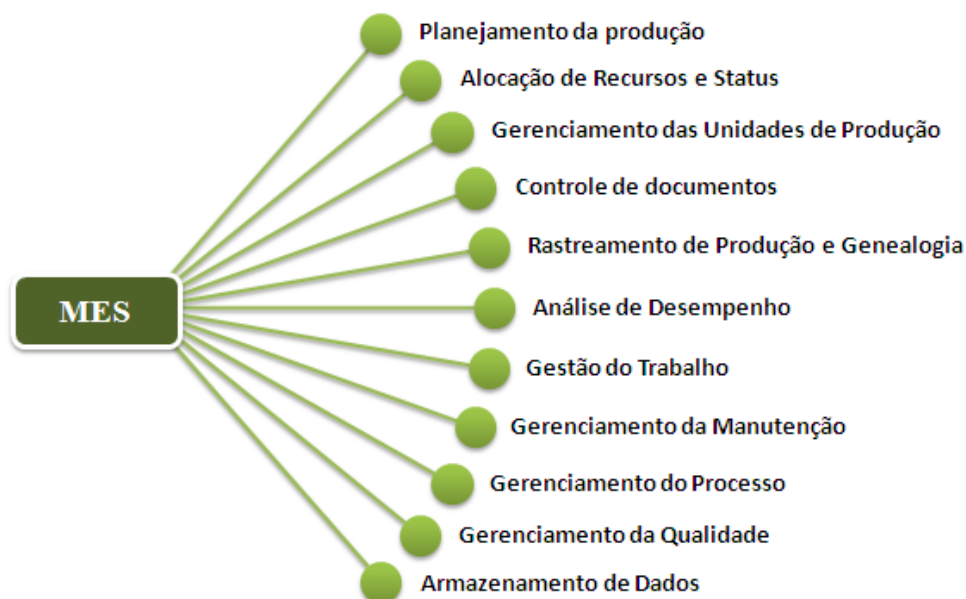 Planejamento da produção
Alocação de Recursos e Status
Gerenciamento das Unidades de Produção
Controle de documentos
Rastreamento de Produção e Genealogia
MES
Análise de Desempenho
Gestão do Trabalho
Gerenciamento da Manutenção
Gerenciamento do Processo
Gerenciamento da Qualidade
Armazenamento de Dados